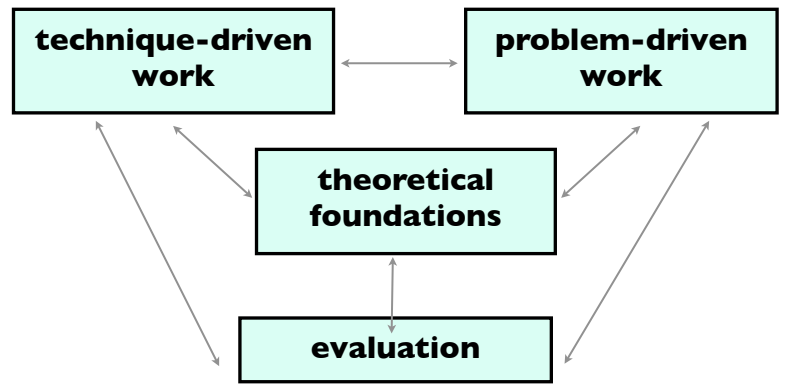 technique-driven
work
problem-driven
work
theoretical
foundations
evaluation